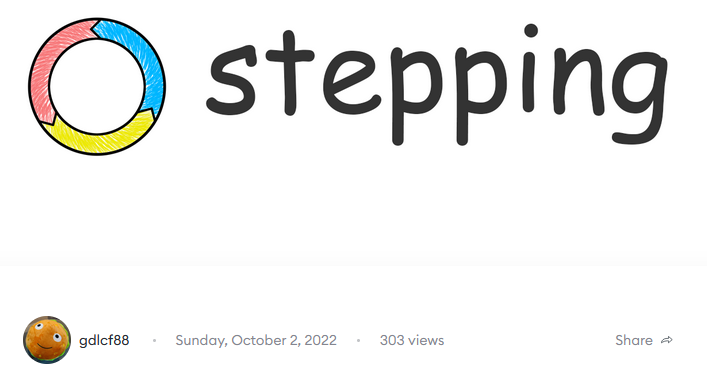 stepping
gdlcf88 • Sunday, October 2, 2022 • 303 views Share